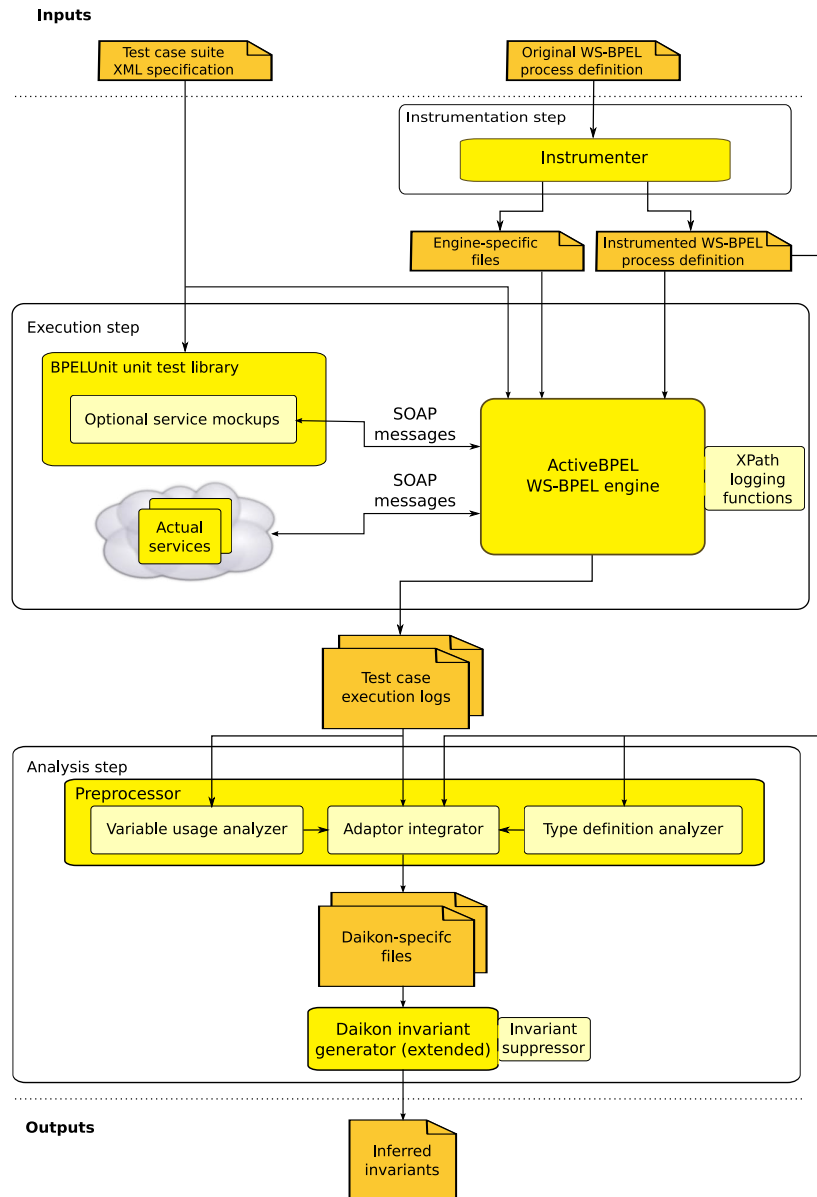 Inputs
Test case suite
XML specification
Original WS-BPEL
process definition
Instrumentation step
Instrumenter
Engine-specific
files
Instrumented WS-BPEL
process definition
Execution step
BPELUnit unit test library
Optional service mockups
SOAP
messages
ActiveBPEL
WS-BPEL engine
XPath
logging
functions
SOAP
messages
Actual
services
Test case
execution logs
Analysis step
Preprocessor
Variable usage analyzer
Adaptor integrator
Type definition analyzer
Daikon-specifc
files
Daikon invariant
generator (extended)
Invariant
suppressor
Outputs
Inferred
invariants